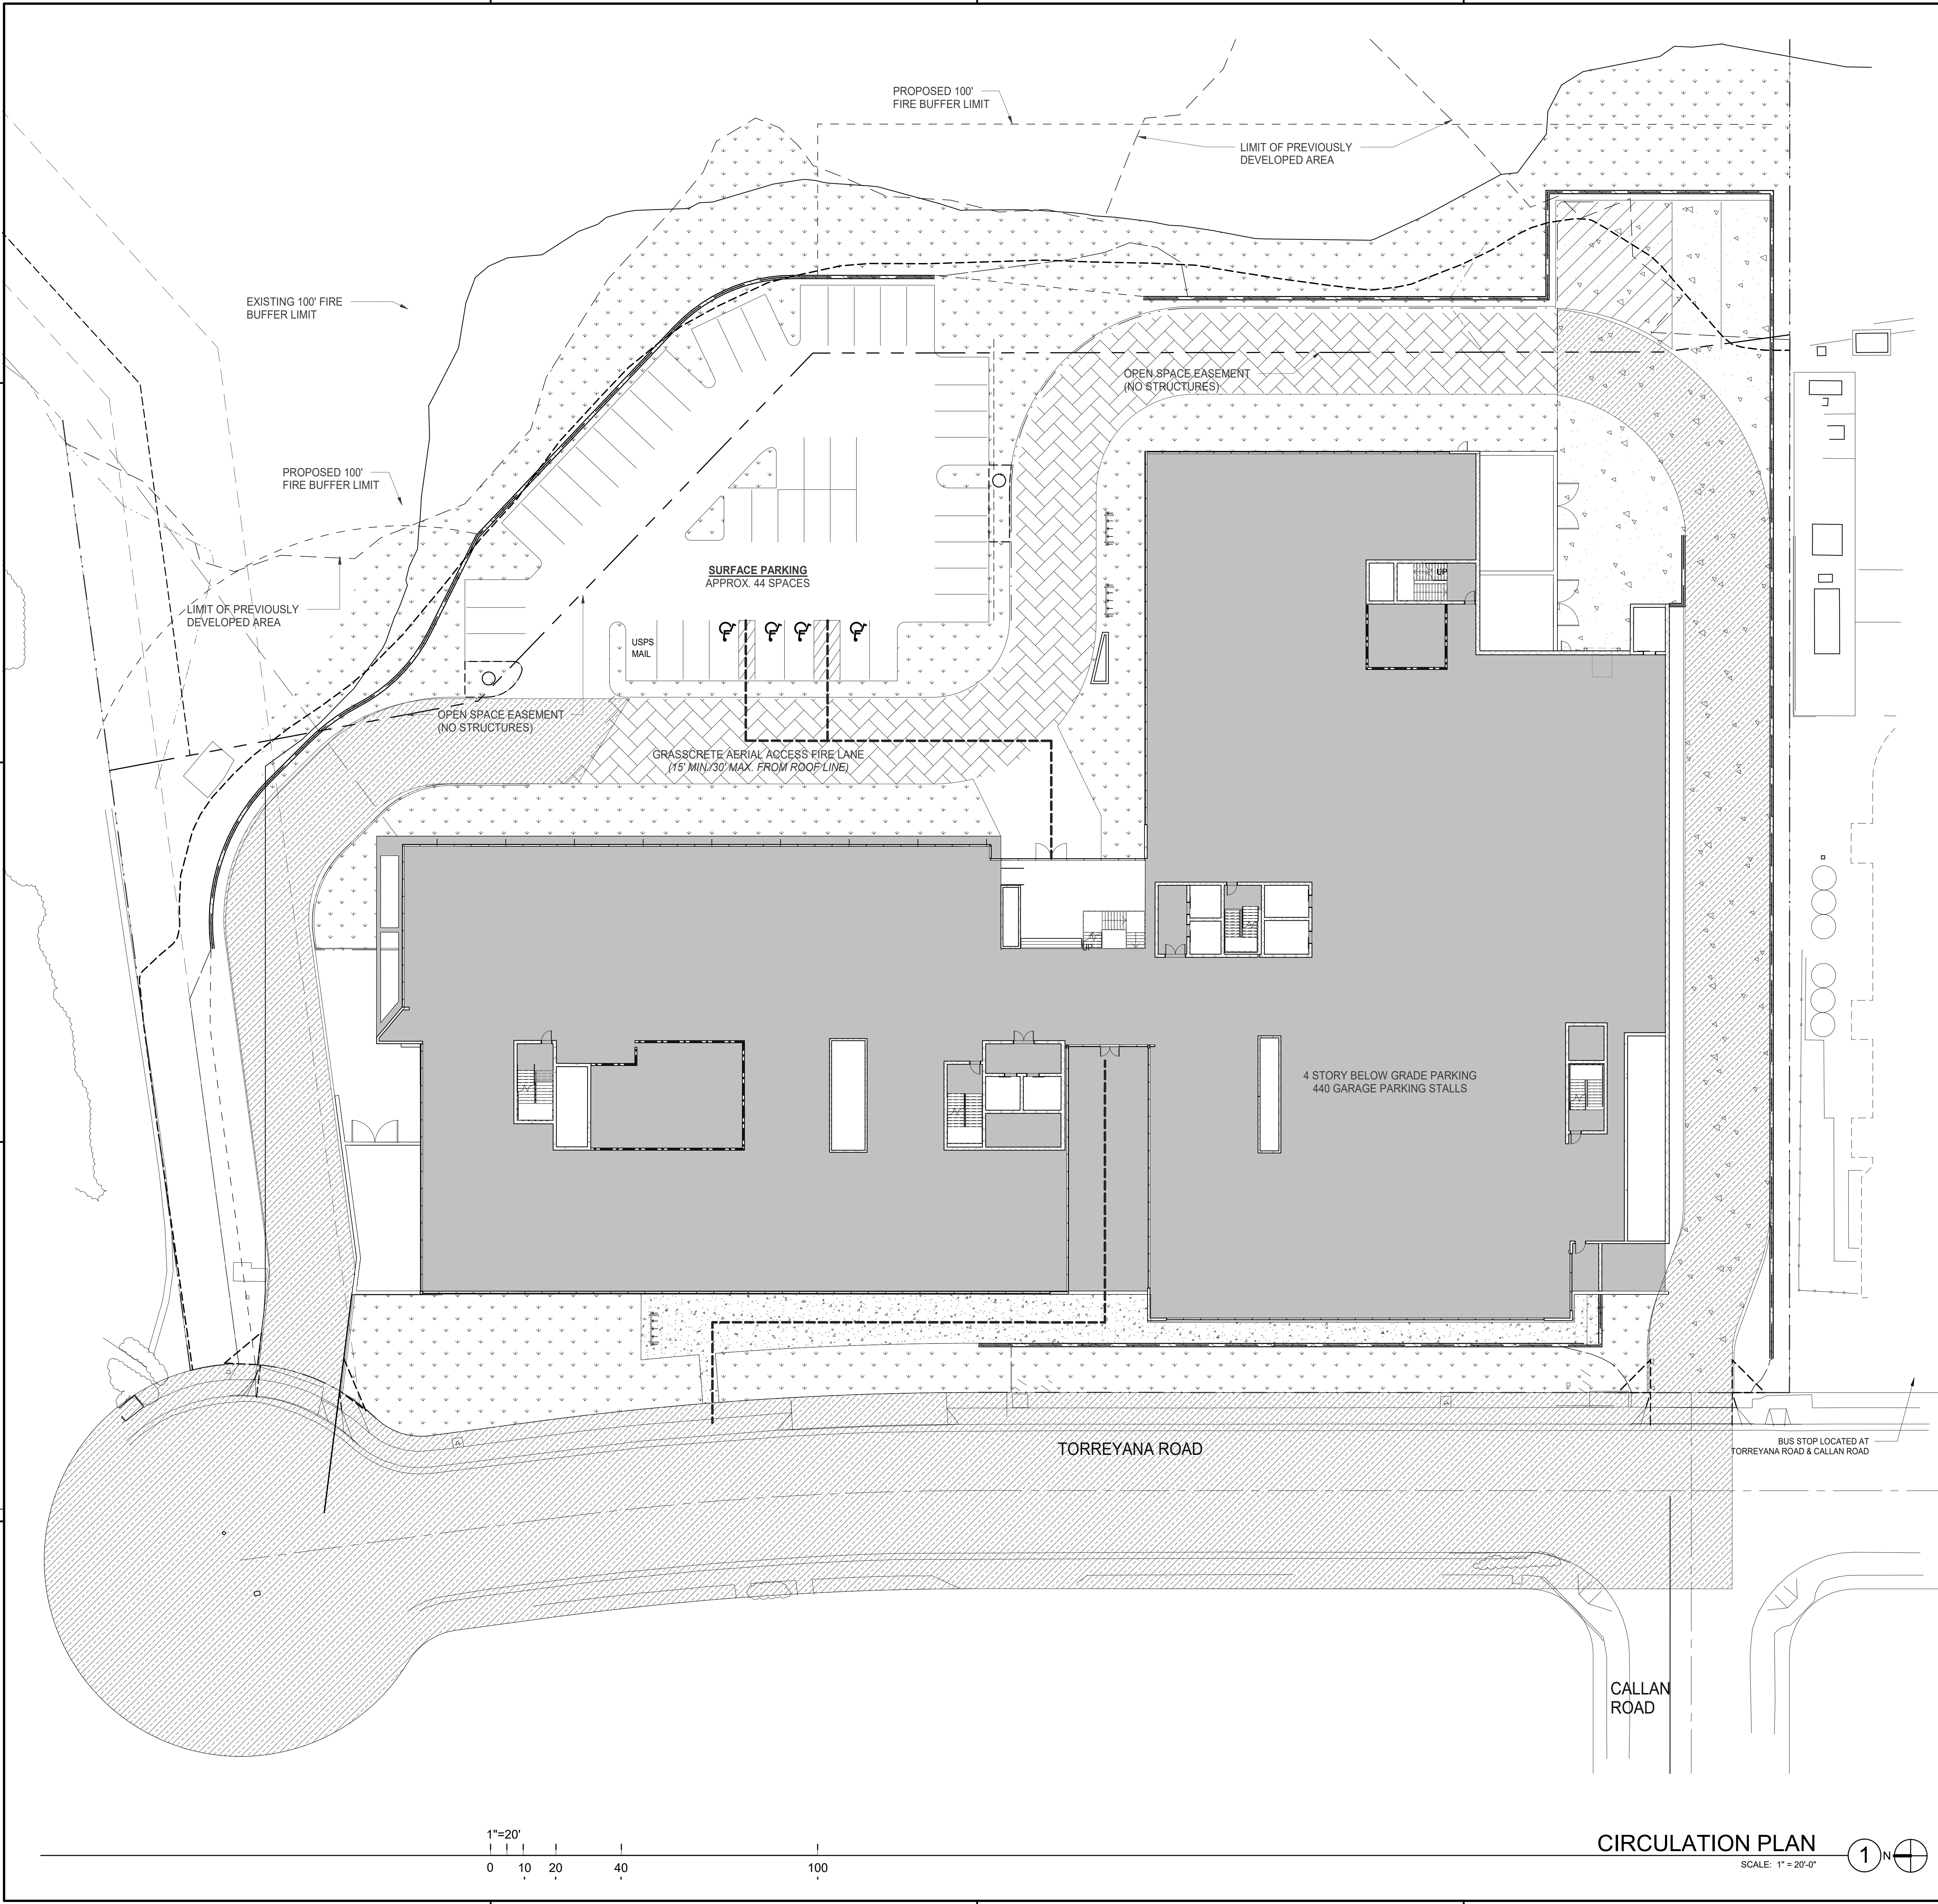 PROPOSED 100'
FIRE BUFFER LIMIT
LIMIT OF PREVIOUSLY
DEVELOPED AREA
EXISTING 100' FIRE
BUFFER LIMIT
OPEN SPACE EASEMENT
(NO STRUCTURES)
PROPOSED 100'
FIRE BUFFER LIMIT
SURFACE PARKING
APPROX. 44 SPACES
UP
LIMIT OF PREVIOUSLY
DEVELOPED AREA
USPS
MAIL
OPEN SPACE EASEMENT
(NO STRUCTURES)
GRASSCRETE AERIAL ACCESS FIRE LANE
(15' MIN./30' MAX. FROM ROOF LINE)
UP
4 STORY BELOW GRADE PARKING
440 GARAGE PARKING STALLS
TORREYANA ROAD
BUS STOP LOCATED AT
TORREYANA ROAD & CALLAN ROAD
CALLAN
ROAD
1"=20'
0 10 20 40 100
CIRCULATION PLAN
SCALE: 1" = 20'-0"
1
N